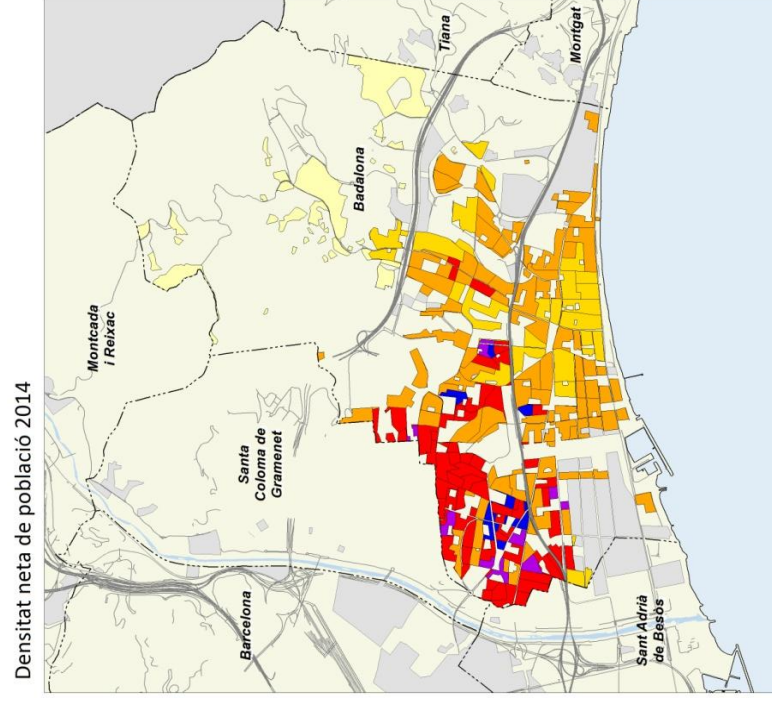 Densitat neta de població 2014
Montcada
i Reixac
Tiana
Montgat
Badalona
Santa
Coloma de
Gramenet
Barcelona
Sant Adrià
de Besòs